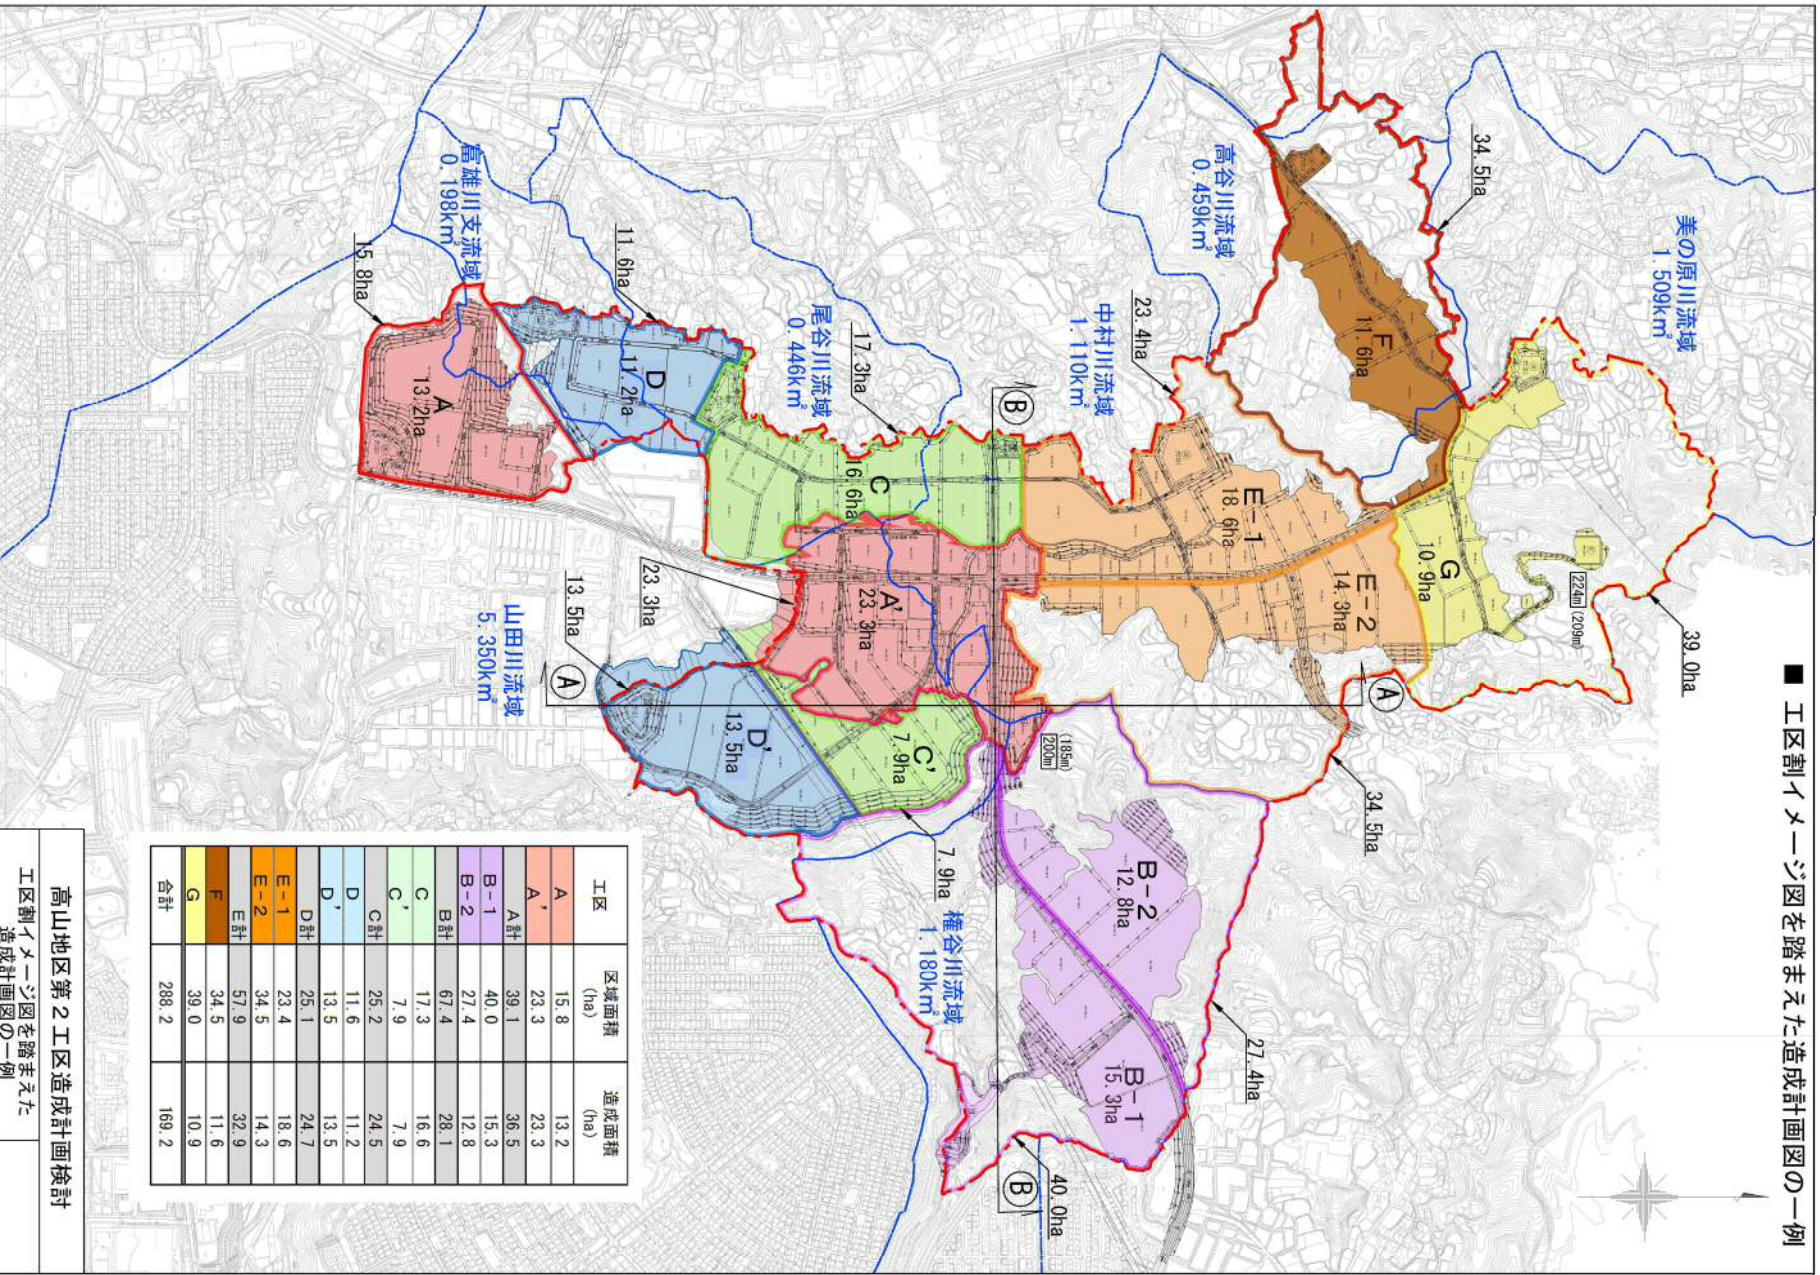 ■ 工区割イメージ図を踏まえた造成計画図の一例
美の原川流域
1.509km²
39.0ha
34.5ha
高谷川流域
0.459km²
F
11.6ha
G
10.9ha
224m (209m)
中村川流域
1.110km²
23.4ha
E-1
18.6ha
E-2
14.3ha
34.5ha
Ⓐ
Ⓑ
尾谷川流域
0.446km²
17.3ha
C
16.6ha
A'
23.3ha
23.3ha
富雄川支流域
0.198km²
11.6ha
D
11.2ha
15.8ha
A
13.2ha
山田川流域
5.350km²
13.5ha
Ⓐ
D'
13.5ha
C'
7.9ha
7.9ha
(185m)
200m
権谷川流域
1.180km²
B-2
12.8ha
B-1
15.3ha
27.4ha
40.0ha
Ⓑ
工区 区域面積(ha) 造成面積(ha)
A 15.8 13.2
A' 23.3 23.3
A計 39.1 36.5
B-1 40.0 15.3
B-2 27.4 12.8
B計 67.4 28.1
C 17.3 16.6
C' 7.9 7.9
C計 25.2 24.5
D 11.6 11.2
D' 13.5 13.5
D計 25.1 24.7
E-1 23.4 18.6
E-2 34.5 14.3
E計 57.9 32.9
F 34.5 11.6
G 39.0 10.9
合計 288.2 169.2
高山地区第2工区造成計画検討
工区割イメージ図を踏まえた
造成計画図の一例